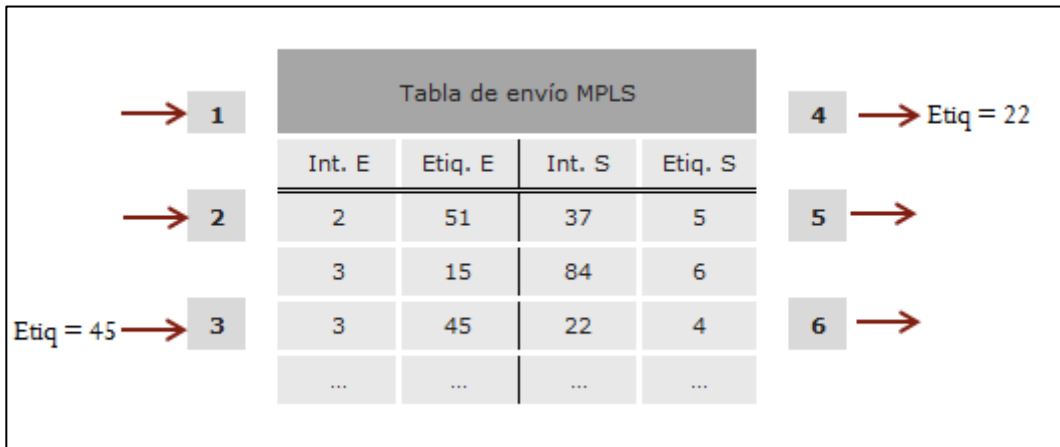 Tabla de envío MPLS
1
4
Etiq = 22
Int. E Etiq. E Int. S Etiq. S
2
2 51 37 5
5
3 15 84 6
Etiq = 45
3
3 45 22 4
6
... ... ... ...